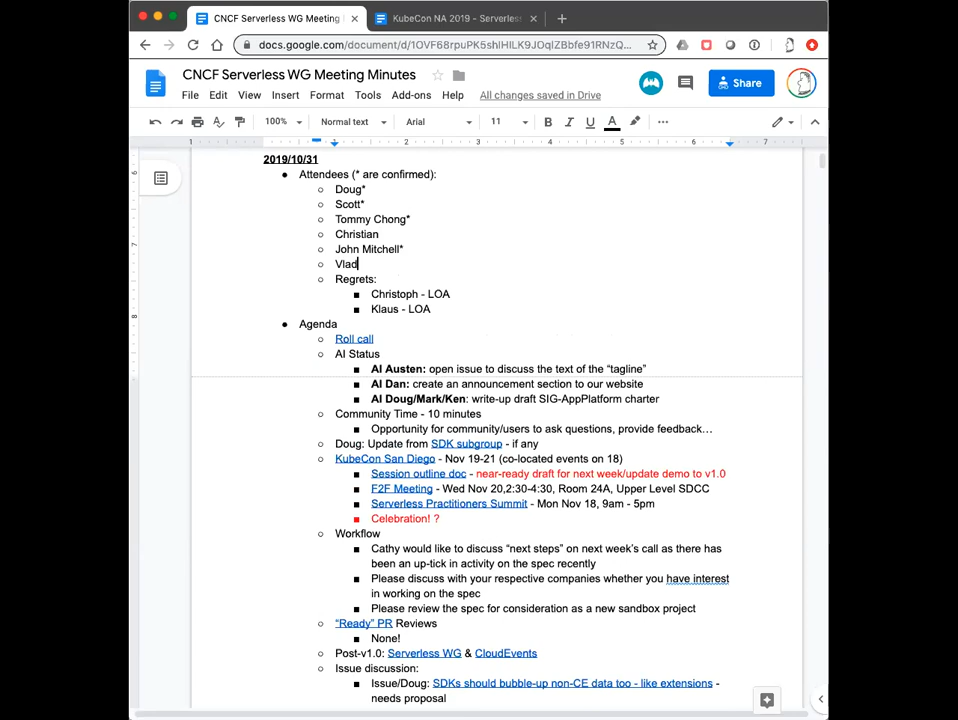 CNCF Serverless WG Meeting
KubeCon NA 2019 - Serverless
docs.google.com/document/d/1OVF68rpuPK5shIHILK9JOqIZBbfe91RNzQ...
CNCF Serverless WG Meeting Minutes
File Edit View Insert Format Tools Add-ons Help All changes saved in Drive
Share
100% Normal text Arial 11 B I U A
1 1 2 3 4 5 6 7
2019/10/31
Attendees (* are confirmed):
Doug*
Scott*
Tommy Chong*
Christian
John Mitchell*
Vlad
Regrets:
Christoph - LOA
Klaus - LOA
Agenda
Roll call
AI Status
AI Austen: open issue to discuss the text of the “tagline”
AI Dan: create an announcement section to our website
AI Doug/Mark/Ken: write-up draft SIG-AppPlatform charter
Community Time - 10 minutes
Opportunity for community/users to ask questions, provide feedback…
Doug: Update from SDK subgroup - if any
KubeCon San Diego - Nov 19-21 (co-located events on 18)
Session outline doc - near-ready draft for next week/update demo to v1.0
F2F Meeting - Wed Nov 20,2:30-4:30, Room 24A, Upper Level SDCC
Serverless Practitioners Summit - Mon Nov 18, 9am - 5pm
Celebration! ?
Workflow
Cathy would like to discuss “next steps” on next week’s call as there has
been an up-tick in activity on the spec recently
Please discuss with your respective companies whether you have interest
in working on the spec
Please review the spec for consideration as a new sandbox project
“Ready” PR Reviews
None!
Post-v1.0: Serverless WG & CloudEvents
Issue discussion:
Issue/Doug: SDKs should bubble-up non-CE data too - like extensions -
needs proposal